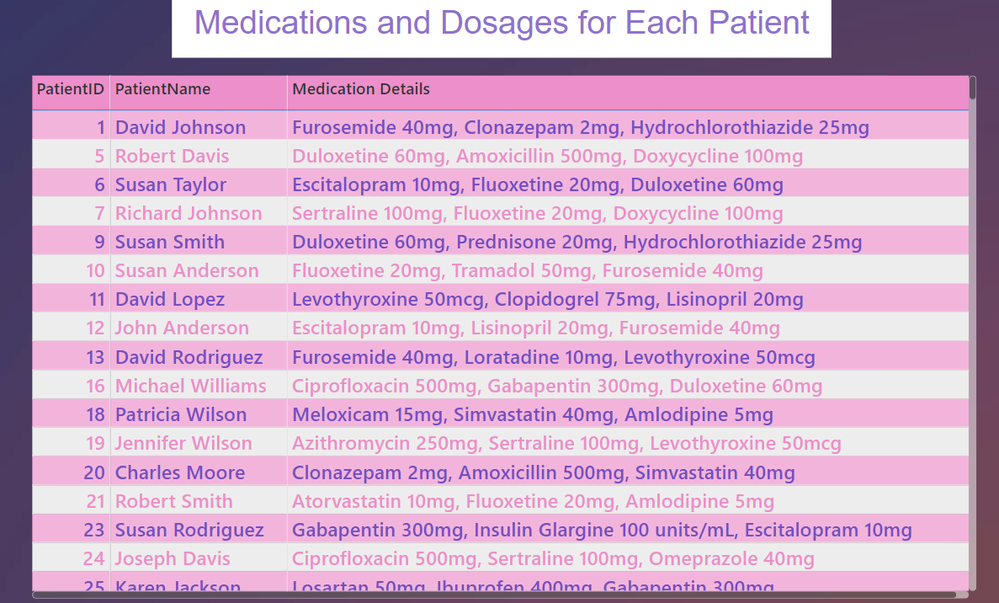 Medications and Dosages for Each Patient
PatientID PatientName Medication Details
1 David Johnson Furosemide 40mg, Clonazepam 2mg, Hydrochlorothiazide 25mg
5 Robert Davis Duloxetine 60mg, Amoxicillin 500mg, Doxycycline 100mg
6 Susan Taylor Escitalopram 10mg, Fluoxetine 20mg, Duloxetine 60mg
7 Richard Johnson Sertraline 100mg, Fluoxetine 20mg, Doxycycline 100mg
9 Susan Smith Duloxetine 60mg, Prednisone 20mg, Hydrochlorothiazide 25mg
10 Susan Anderson Fluoxetine 20mg, Tramadol 50mg, Furosemide 40mg
11 David Lopez Levothyroxine 50mcg, Clopidogrel 75mg, Lisinopril 20mg
12 John Anderson Escitalopram 10mg, Lisinopril 20mg, Furosemide 40mg
13 David Rodriguez Furosemide 40mg, Loratadine 10mg, Levothyroxine 50mcg
16 Michael Williams Ciprofloxacin 500mg, Gabapentin 300mg, Duloxetine 60mg
18 Patricia Wilson Meloxicam 15mg, Simvastatin 40mg, Amlodipine 5mg
19 Jennifer Wilson Azithromycin 250mg, Sertraline 100mg, Levothyroxine 50mcg
20 Charles Moore Clonazepam 2mg, Amoxicillin 500mg, Simvastatin 40mg
21 Robert Smith Atorvastatin 10mg, Fluoxetine 20mg, Amlodipine 5mg
23 Susan Rodriguez Gabapentin 300mg, Insulin Glargine 100 units/mL, Escitalopram 10mg
24 Joseph Davis Ciprofloxacin 500mg, Sertraline 100mg, Omeprazole 40mg
25 Karen Jackson Losartan 50mg, Ibuprofen 400mg, Gabapentin 300mg